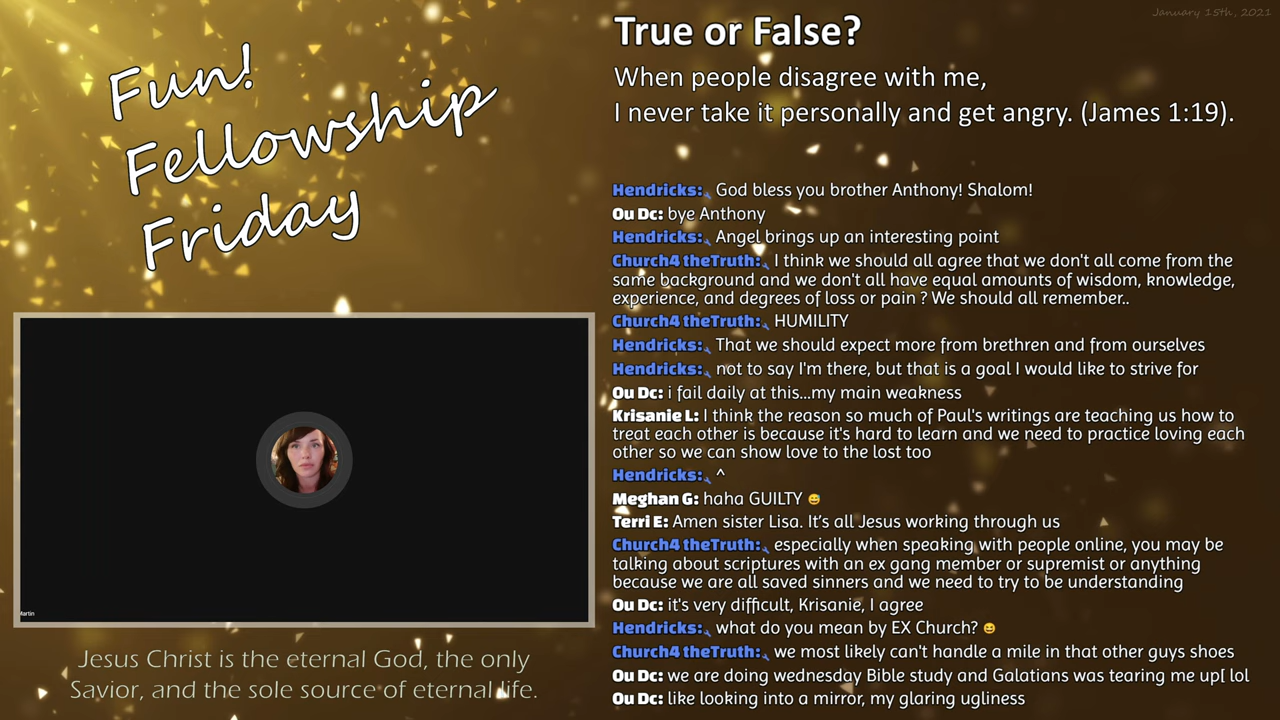 January 15th, 2021
Fun!
Fellowship
Friday
True or False?
When people disagree with me,
I never take it personally and get angry. (James 1:19).
Hendricks: God bless you brother Anthony! Shalom!
Ou Dc: bye Anthony
Hendricks: Angel brings up an interesting point
Church4 theTruth: I think we should all agree that we don't all come from the
same background and we don't all have equal amounts of wisdom, knowledge,
experience, and degrees of loss or pain ? We should all remember..
Church4 theTruth: HUMILITY
Hendricks: That we should expect more from brethren and from ourselves
Hendricks: not to say I'm there, but that is a goal I would like to strive for
Ou Dc: i fail daily at this...my main weakness
Krisanie L: I think the reason so much of Paul's writings are teaching us how to
treat each other is because it's hard to learn and we need to practice loving each
other so we can show love to the lost too
Hendricks: ^
Meghan G: haha GUILTY 😅
Terri E: Amen sister Lisa. It's all Jesus working through us
Church4 theTruth: especially when speaking with people online, you may be
talking about scriptures with an ex gang member or supremist or anything
because we are all saved sinners and we need to try to be understanding
Ou Dc: it's very difficult, Krisanie, I agree
Hendricks: what do you mean by EX Church? 😆
Church4 theTruth: we most likely can't handle a mile in that other guys shoes
Ou Dc: we are doing wednesday Bible study and Galatians was tearing me up[ lol
Ou Dc: like looking into a mirror, my glaring ugliness
Martin
Jesus Christ is the eternal God, the only
Savior, and the sole source of eternal life.